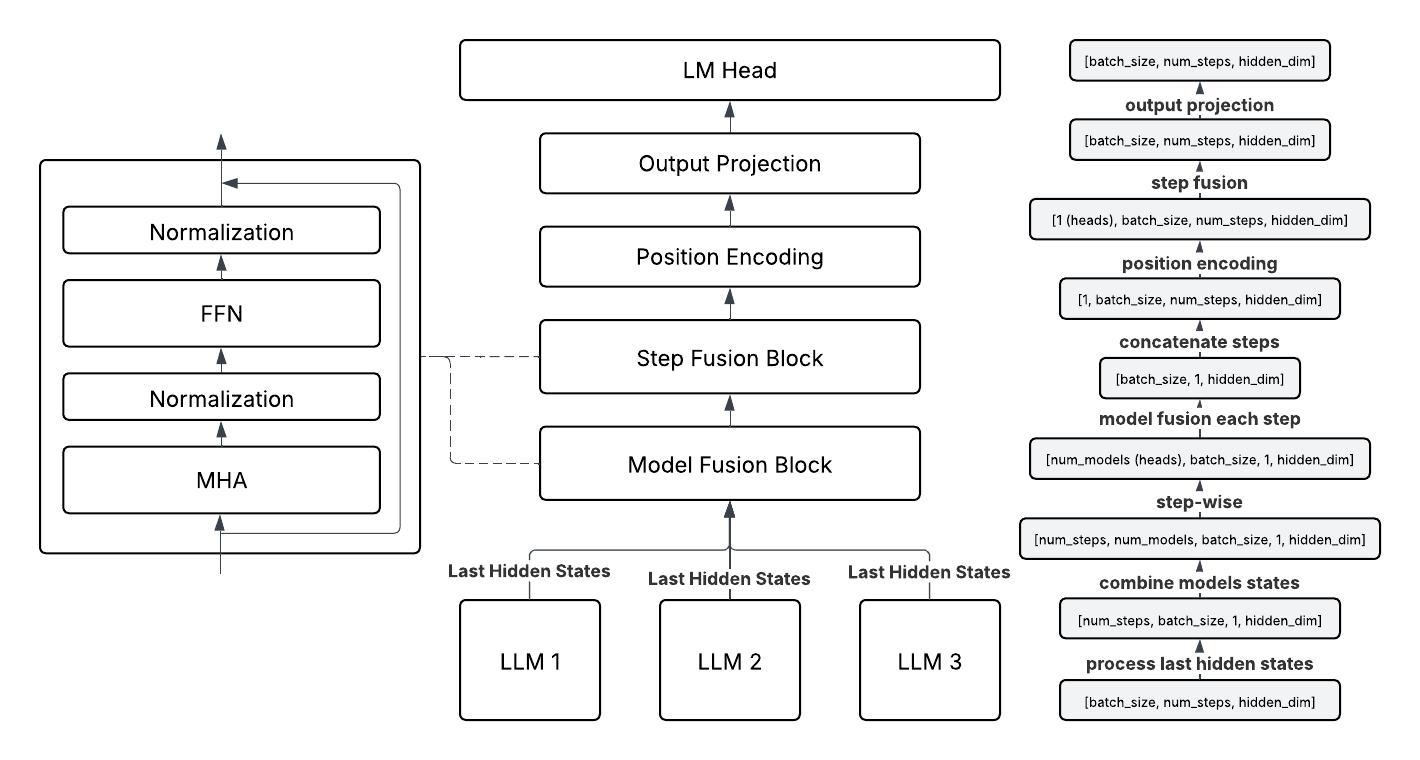 Normalization
FFN
Normalization
MHA
LM Head
Output Projection
Position Encoding
Step Fusion Block
Model Fusion Block
Last Hidden States
Last Hidden States
Last Hidden States
LLM 1
LLM 2
LLM 3
[batch_size, num_steps, hidden_dim]
output projection
[batch_size, num_steps, hidden_dim]
step fusion
[1 (heads), batch_size, num_steps, hidden_dim]
position encoding
[1, batch_size, num_steps, hidden_dim]
concatenate steps
[batch_size, 1, hidden_dim]
model fusion each step
[num_models (heads), batch_size, 1, hidden_dim]
step-wise
[num_steps, num_models, batch_size, 1, hidden_dim]
combine models states
[num_steps, batch_size, 1, hidden_dim]
process last hidden states
[batch_size, num_steps, hidden_dim]